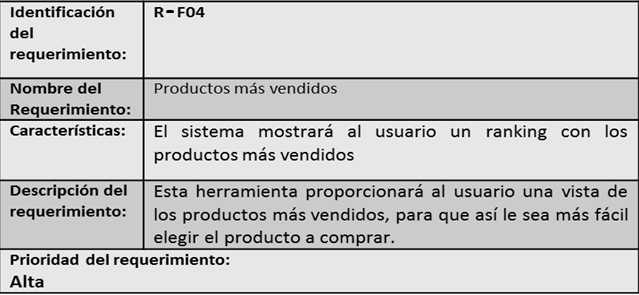 Identificación R-F04
del
requerimiento:
Nombre del Productos más vendidos
Requerimiento:
Características: El sistema mostrará al usuario un ranking con los
productos más vendidos
Descripción del Esta herramienta proporcionará al usuario una vista de
requerimiento: los productos más vendidos, para que así le sea más fácil
elegir el producto a comprar.
Prioridad del requerimiento:
Alta